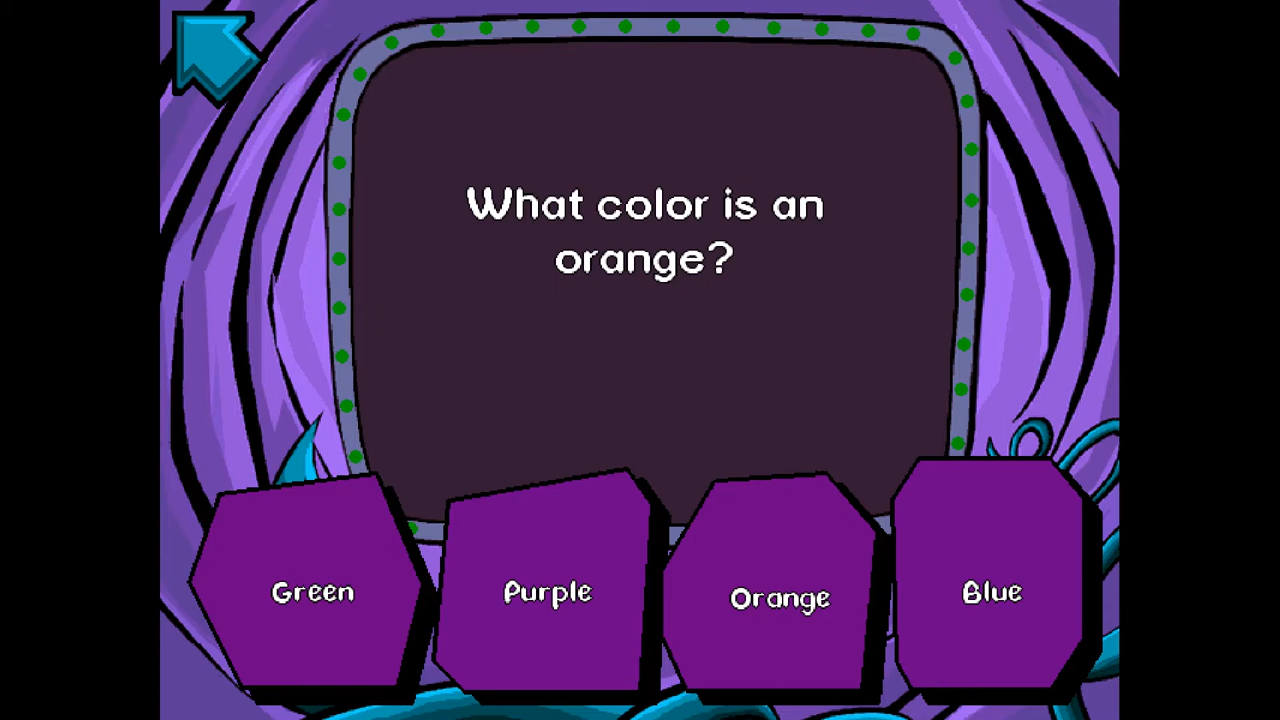 What color is an
orange?
Green
Purple
Orange
Blue